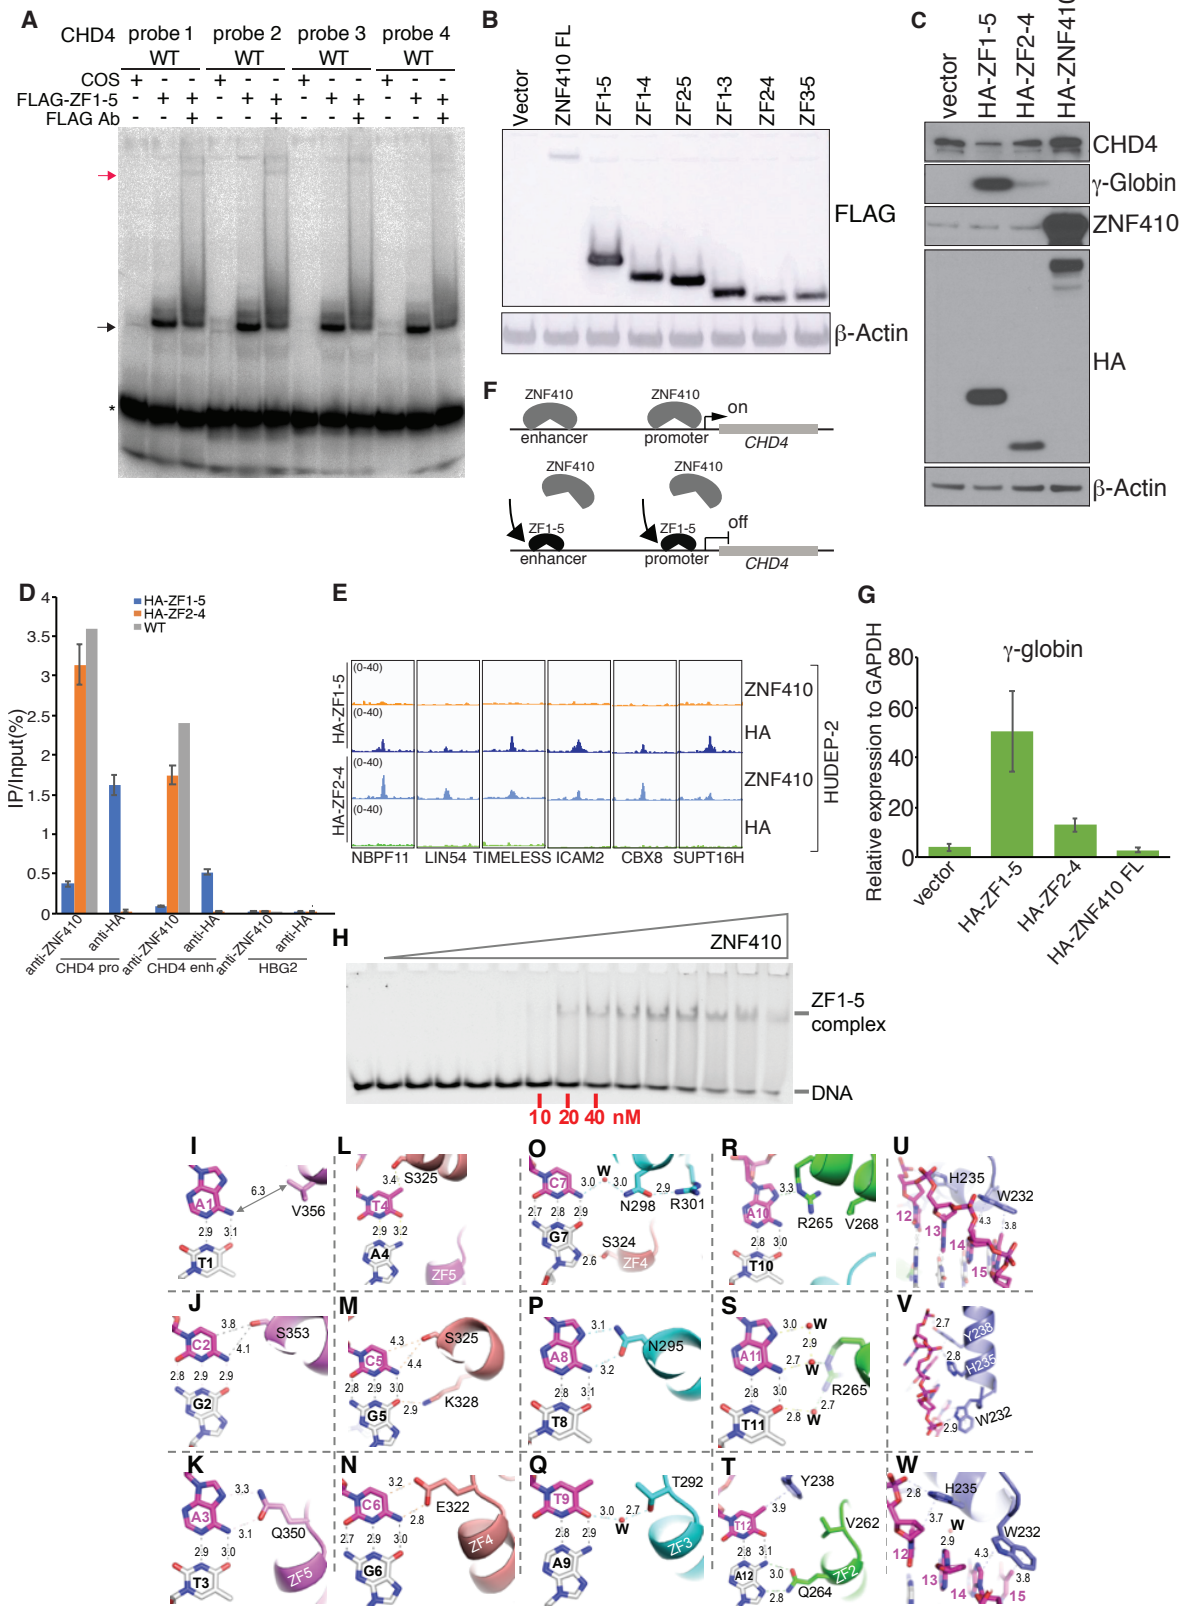 A
CHD4 probe 1 probe 2 probe 3 probe 4
WT WT WT WT
COS + - - + - - + - - + - -
FLAG-ZF1-5 - + + - + + - + + - + +
FLAG Ab - - + - - + - - + - - +
*
B
Vector
ZNF410 FL
ZF1-5
ZF1-4
ZF2-5
ZF1-3
ZF2-4
ZF3-5
FLAG
β-Actin
C
vector
HA-ZF1-5
HA-ZF2-4
HA-ZNF410
CHD4
γ-Globin
ZNF410
HA
β-Actin
F
ZNF410 ZNF410
on
enhancer promoter CHD4
ZNF410 ZNF410
ZF1-5 ZF1-5
off
enhancer promoter CHD4
D
HA-ZF1-5
HA-ZF2-4
WT
IP/Input(%)
4
3.5
3
2.5
2
1.5
1
0.5
0
anti-ZNF410 anti-HA anti-ZNF410 anti-HA anti-ZNF410 anti-HA
CHD4 pro CHD4 enh HBG2
E
HA-ZF1-5
(0-40) ZNF410
(0-40) HA
HA-ZF2-4
(0-40) ZNF410
(0-40) HA
HUDEP-2
NBPF11 LIN54 TIMELESS ICAM2 CBX8 SUPT16H
G
γ-globin
Relative expression to GAPDH
80
60
40
20
0
vector
HA-ZF1-5
HA-ZF2-4
HA-ZNF410 FL
H
ZNF410
ZF1-5
complex
DNA
10 20 40 nM
I
A1
6.3
V356
2.9 3.1
T1
L
S325
3.4
T4
2.9 3.2
A4
ZF5
O
C7
3.0 W 3.0
2.9
N298 R301
2.7 2.8 2.9
G7
S324
2.6
ZF4
R
A10
3.3
R265 V268
2.8 3.0
T10
U
H235
W232
12 13 14 15
4.3 3.8
J
C2
3.8
S353
4.1
2.8 2.9 2.9
G2
M
S325
C5
4.3
4.4
2.8 2.9 3.0
G5
2.9
K328
P
3.1
N295
A8
3.2
2.8 3.1
T8
S
3.0 W
2.9
A11
2.7 W
R265
2.8 3.0
2.7
T11
2.8 W
V
2.7
Y238
2.8
H235
2.9
W232
K
3.3
A3
3.1
Q350
2.9 3.0
T3
ZF5
N
3.2
C6
E322
2.8
2.7 2.9 3.0
G6
ZF4
Q
T292
T9
3.0 2.7
W
2.8 2.9
A9
ZF3
T
Y238
3.9
T12
V262
2.8 3.1
A12
3.0
ZF2
Q264
2.8
W
H235
2.8
3.7
W
2.9
W232
12
4.3
13 14 15
3.8